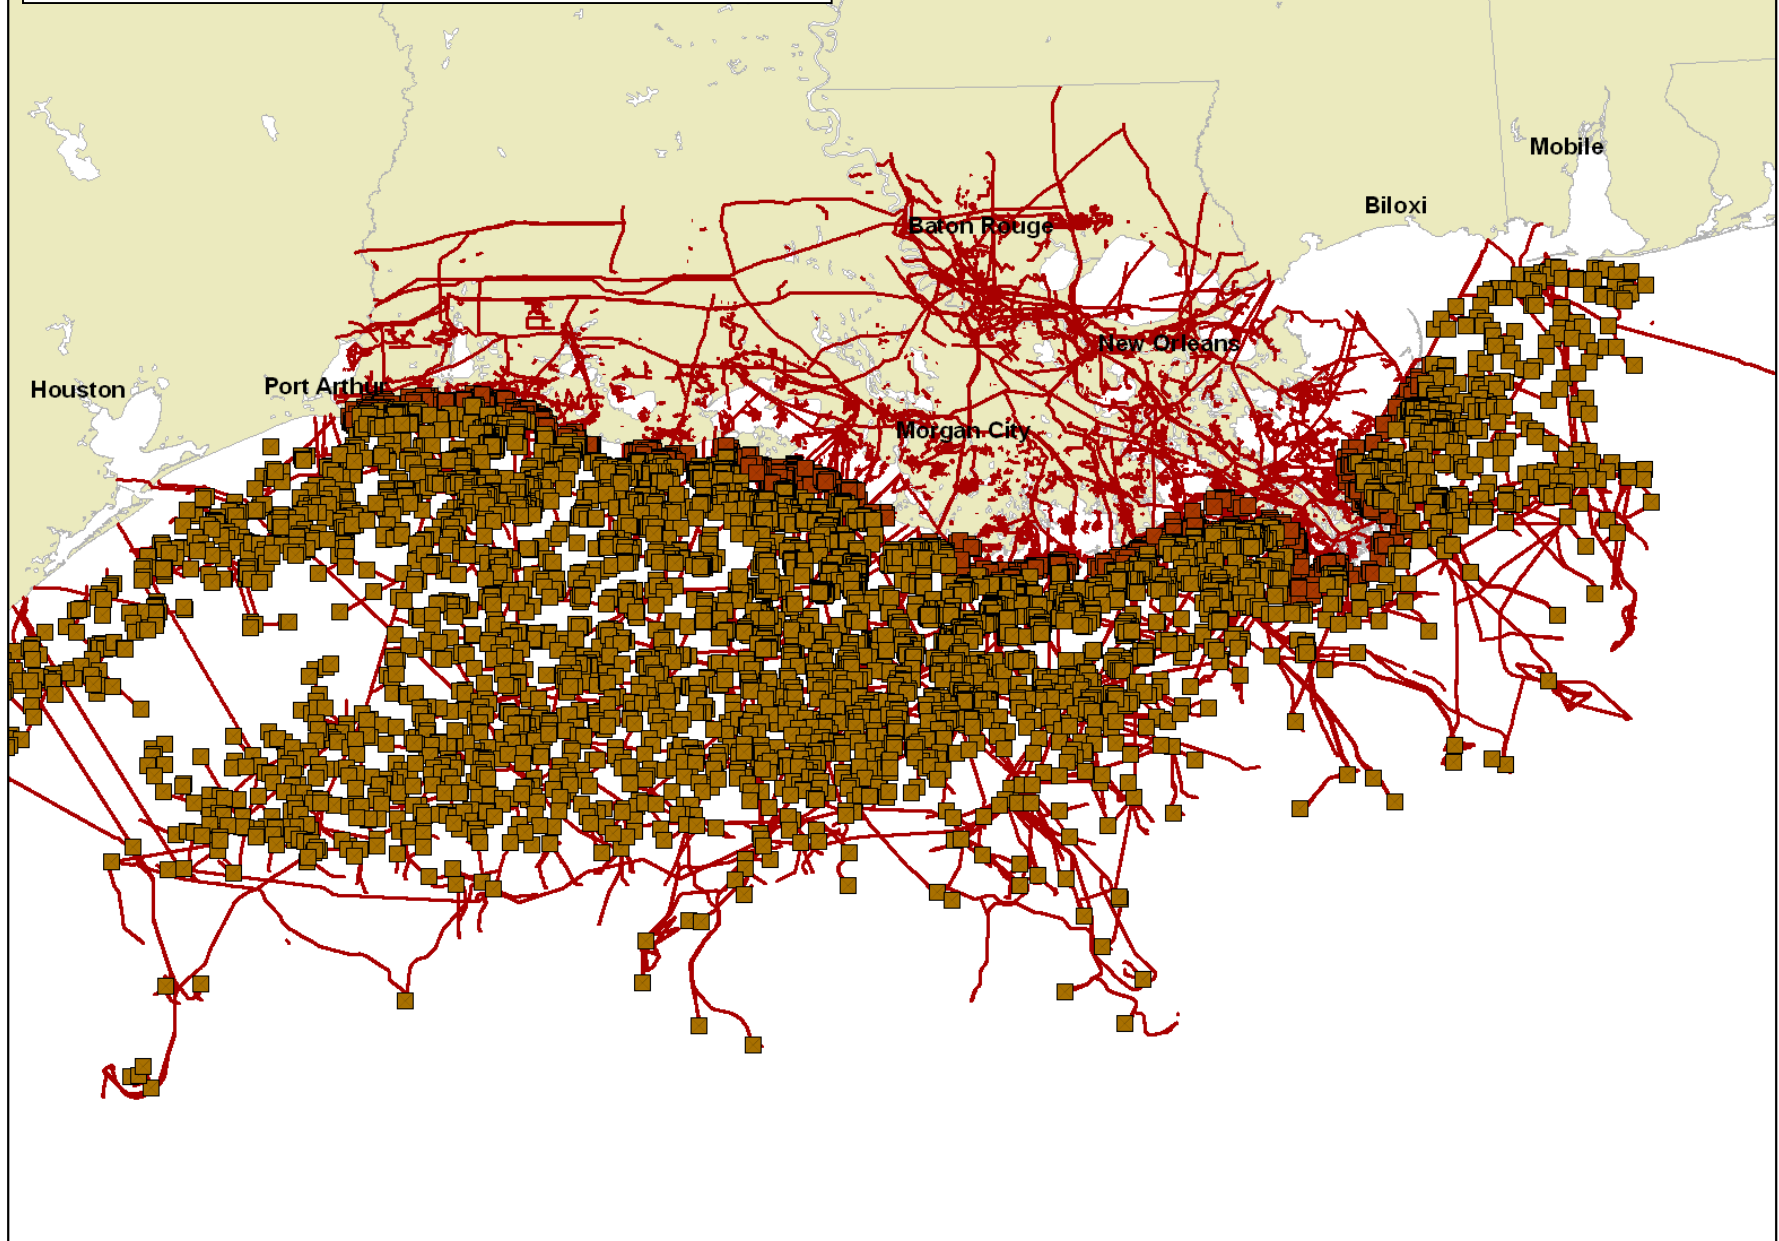 Mobile
Biloxi
Baton Rouge
New Orleans
Houston
Port Arthur
Morgan City